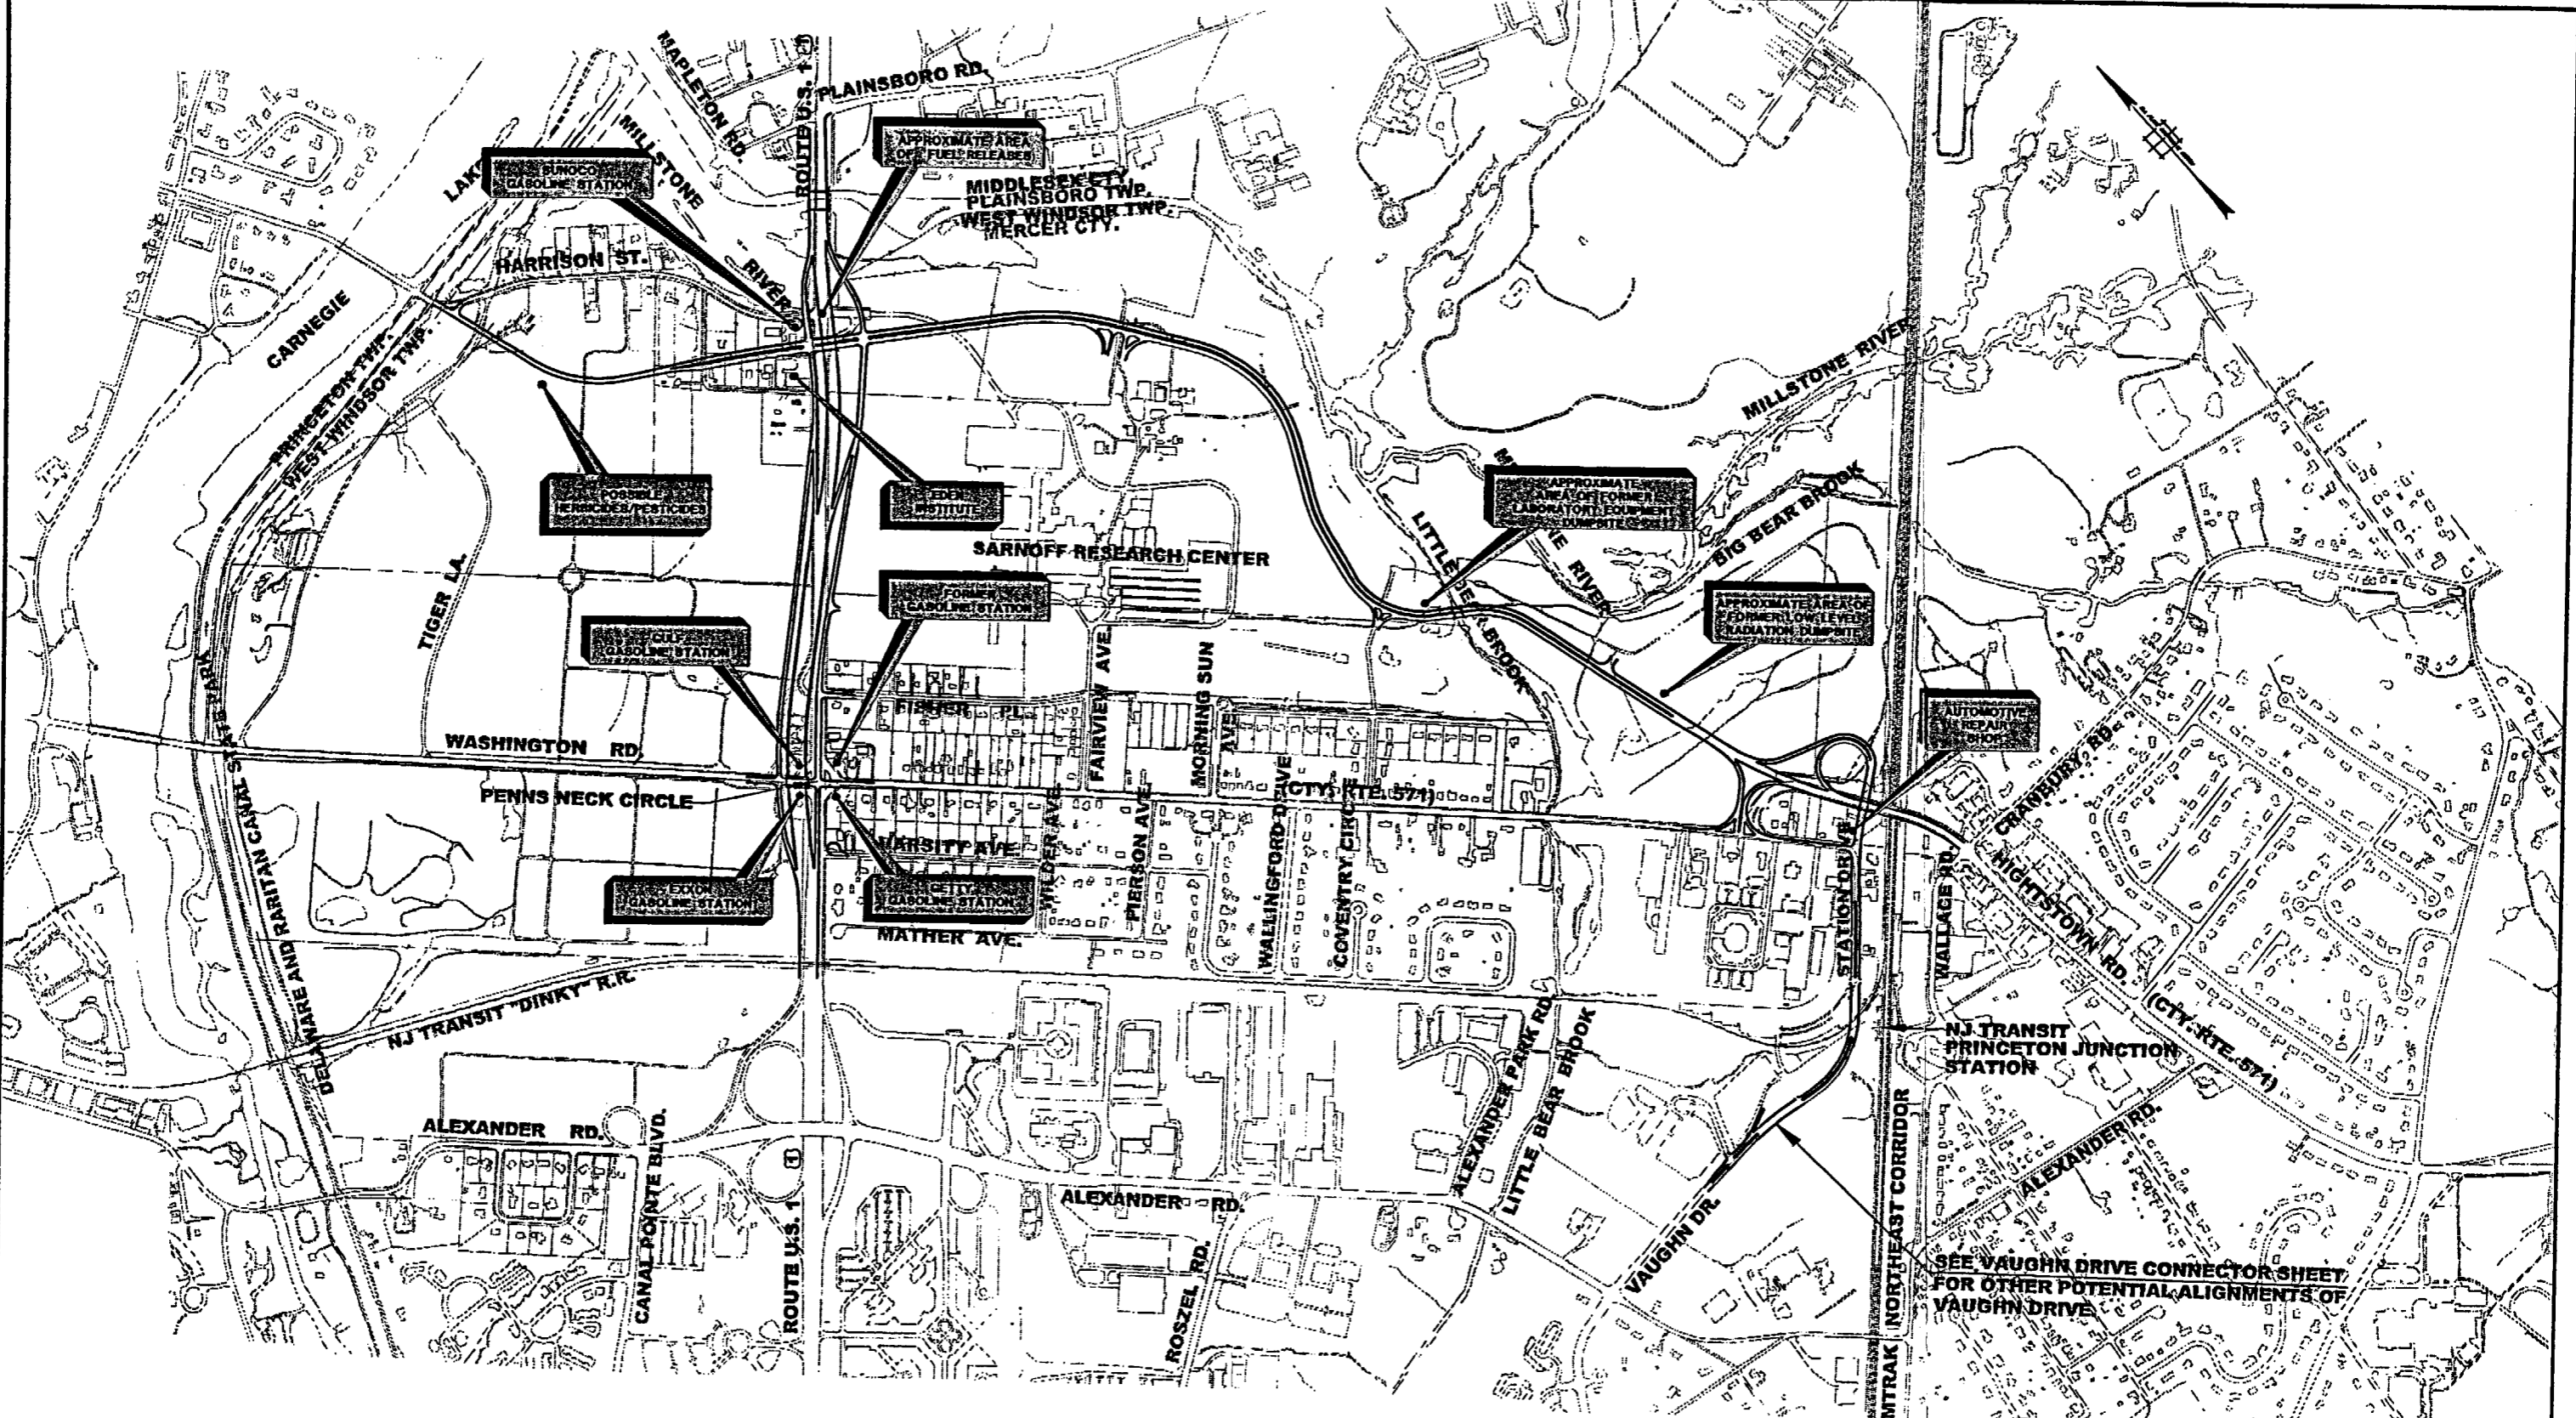 MAPLETON RD.
ROUTE U.S. 1
1
PLAINSBORO RD.
LAKE
CARNEGIE
MILLSTONE
RIVER
SUNOCO
GASOLINE STATION
APPROXIMATE AREA
OF FUEL RELEASES
MIDDLESEX CTY.
PLAINSBORO TWP.
WEST WINDSOR TWP.
MERCER CTY.
HARRISON ST.
PRINCETON TWP.
WEST WINDSOR TWP.
MILLSTONE RIVER
POSSIBLE
HERBICIDES/PESTICIDES
EDEN
INSTITUTE
APPROXIMATE
AREA OF FORMER
LABORATORY EQUIPMENT
DUMPSITE
RIVER
BIG BEAR BROOK
LITTLE BEAR BROOK
SARNOFF RESEARCH CENTER
TIGER LA.
FORMER
GASOLINE STATION
GULF
GASOLINE STATION
APPROXIMATE AREA OF
FORMER LOW LEVEL
RADIATION DUMPSITE
AUTOMOTIVE
REPAIR
SHOP
FISHER PL.
FAIRVIEW AVE.
MORNING SUN
AVE.
WASHINGTON RD.
PENNS NECK CIRCLE
(CTY. RTE. 571)
CRANBURY RD.
HIGHTSTOWN RD.
(CTY. RTE. 571)
DELAWARE AND RARITAN CANAL STATE PARK
VARSITY AVE.
WILDER AVE.
PIERSON AVE.
WALLINGFORD D AVE
COVENTRY CIRC
STATION DRIVE
WALLACE RD.
EXXON
GASOLINE STATION
GETTY
GASOLINE STATION
MATHER AVE.
NJ TRANSIT "DINKY" R.R.
NJ TRANSIT
PRINCETON JUNCTION
STATION
ALEXANDER RD.
CANAL POINTE BLVD.
ROUTE U.S. 1
1
ALEXANDER RD.
ROSZEL RD.
ALEXANDER PARK RD.
LITTLE BEAR BROOK
VAUGHN DR.
ALEXANDER RD.
MTRAK NORTHEAST CORRIDOR
SEE VAUGHN DRIVE CONNECTOR SHEET
FOR OTHER POTENTIAL ALIGNMENTS OF
VAUGHN DRIVE